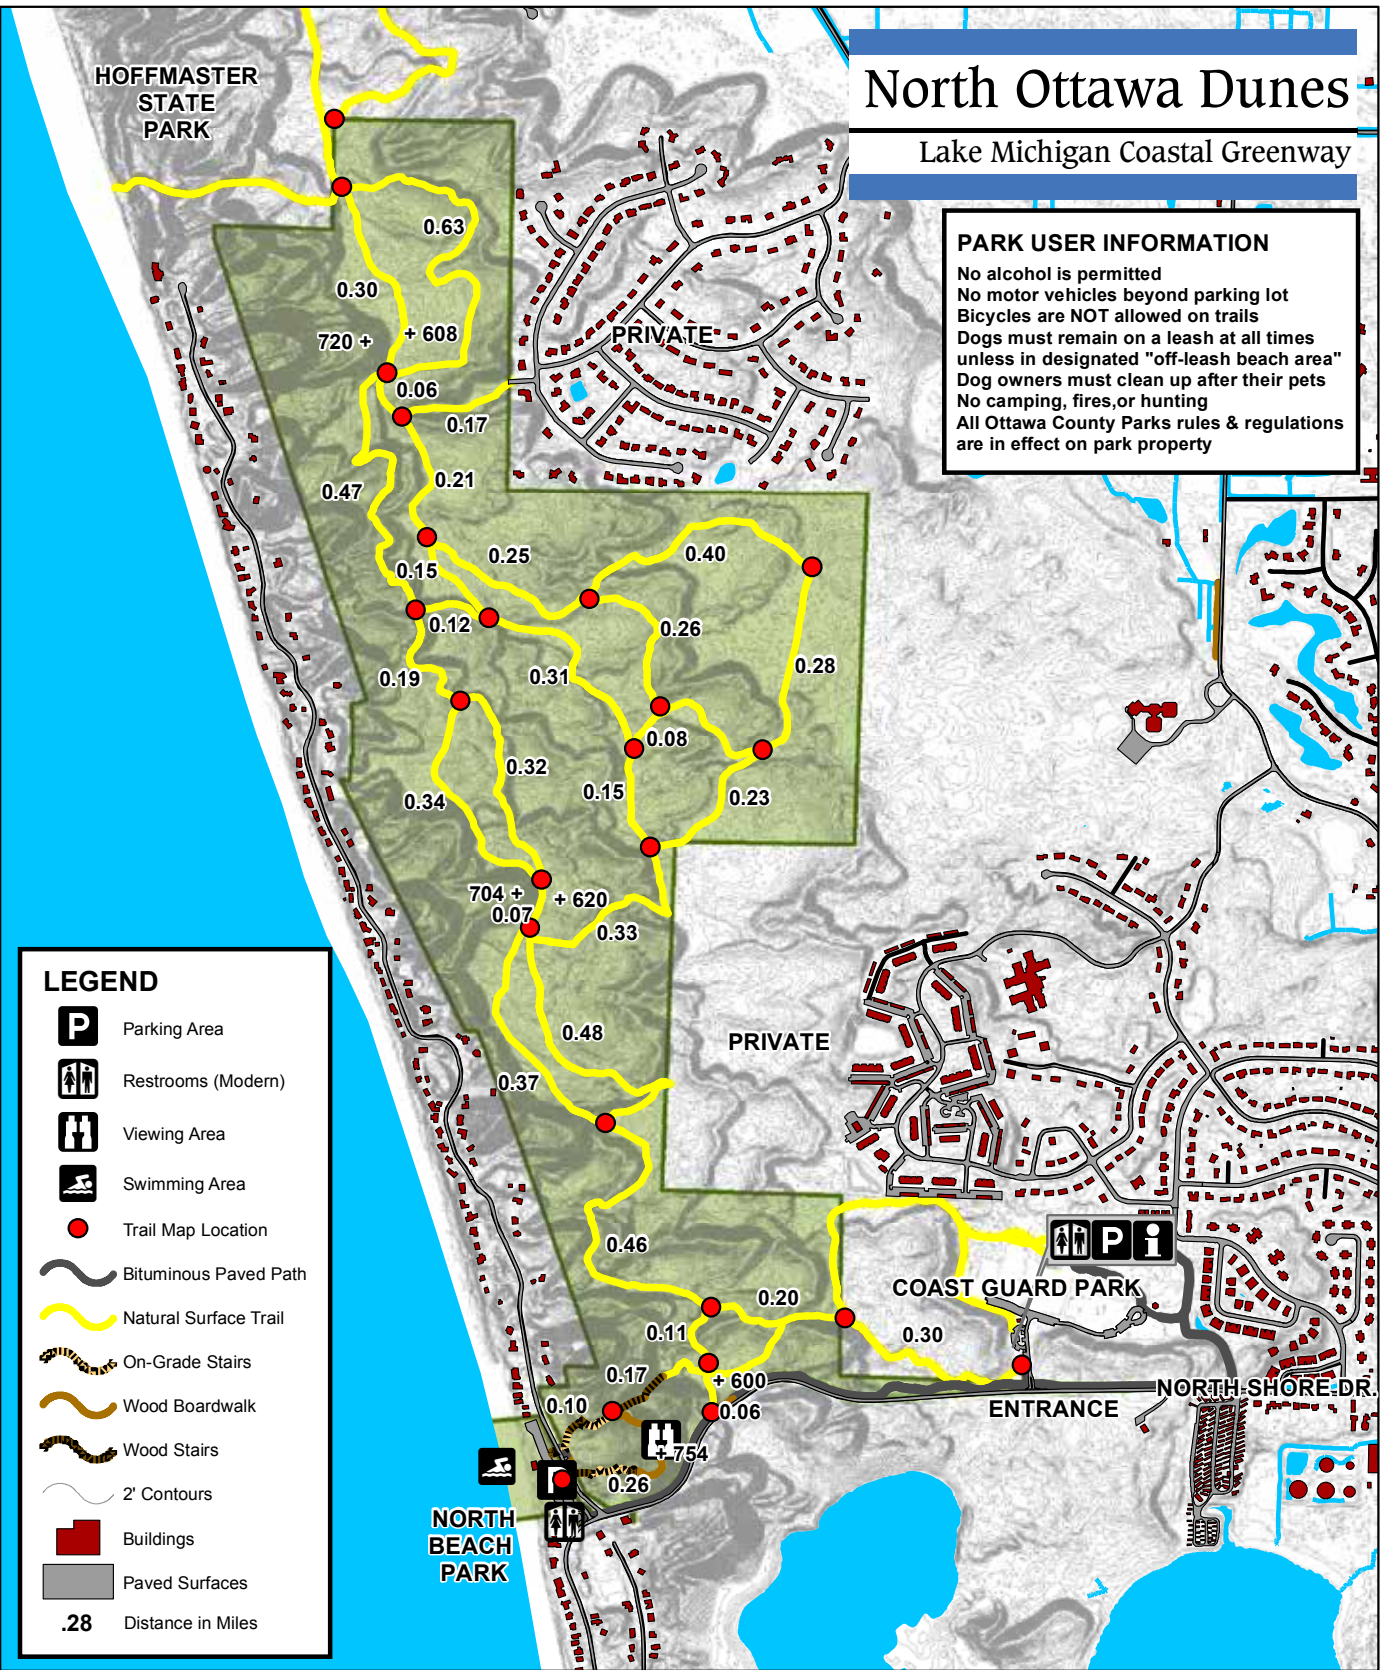 North Ottawa Dunes
Lake Michigan Coastal Greenway
PARK USER INFORMATION
No alcohol is permitted
No motor vehicles beyond parking lot
Bicycles are NOT allowed on trails
Dogs must remain on a leash at all times
unless in designated "off-leash beach area"
Dog owners must clean up after their pets
No camping, fires,or hunting
All Ottawa County Parks rules & regulations
are in effect on park property
HOFFMASTER
STATE
PARK
0.63
0.30
720 +
+ 608
PRIVATE
0.06
0.17
0.21
0.47
0.25
0.40
0.15
0.12
0.26
0.31
0.28
0.19
0.08
0.32
0.34
0.15
0.23
704 +
+ 620
0.07
0.33
0.48
PRIVATE
0.37
0.46
P
i
COAST GUARD PARK
0.20
0.11
0.30
0.17
+ 600
0.10
0.06
NORTH SHORE DR.
ENTRANCE
+ 754
0.26
NORTH
BEACH
PARK
LEGEND
P
Parking Area
Restrooms (Modern)
Viewing Area
Swimming Area
Trail Map Location
Bituminous Paved Path
Natural Surface Trail
On-Grade Stairs
Wood Boardwalk
Wood Stairs
2' Contours
Buildings
Paved Surfaces
.28 Distance in Miles